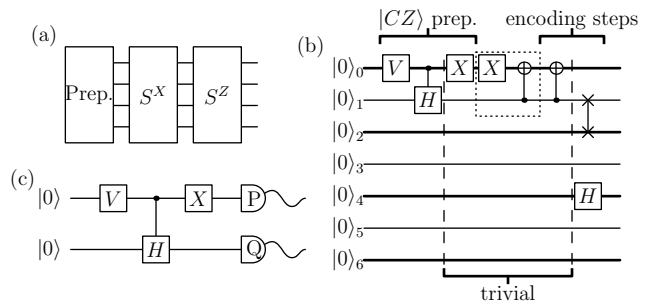 (a)
Prep. S^X S^Z
(b)
|CZ⟩ prep. encoding steps
|0⟩_0 V X X
|0⟩_1 H
|0⟩_2
|0⟩_3
|0⟩_4 H
|0⟩_5
|0⟩_6
trivial
(c)
|0⟩ V X P
|0⟩ H Q